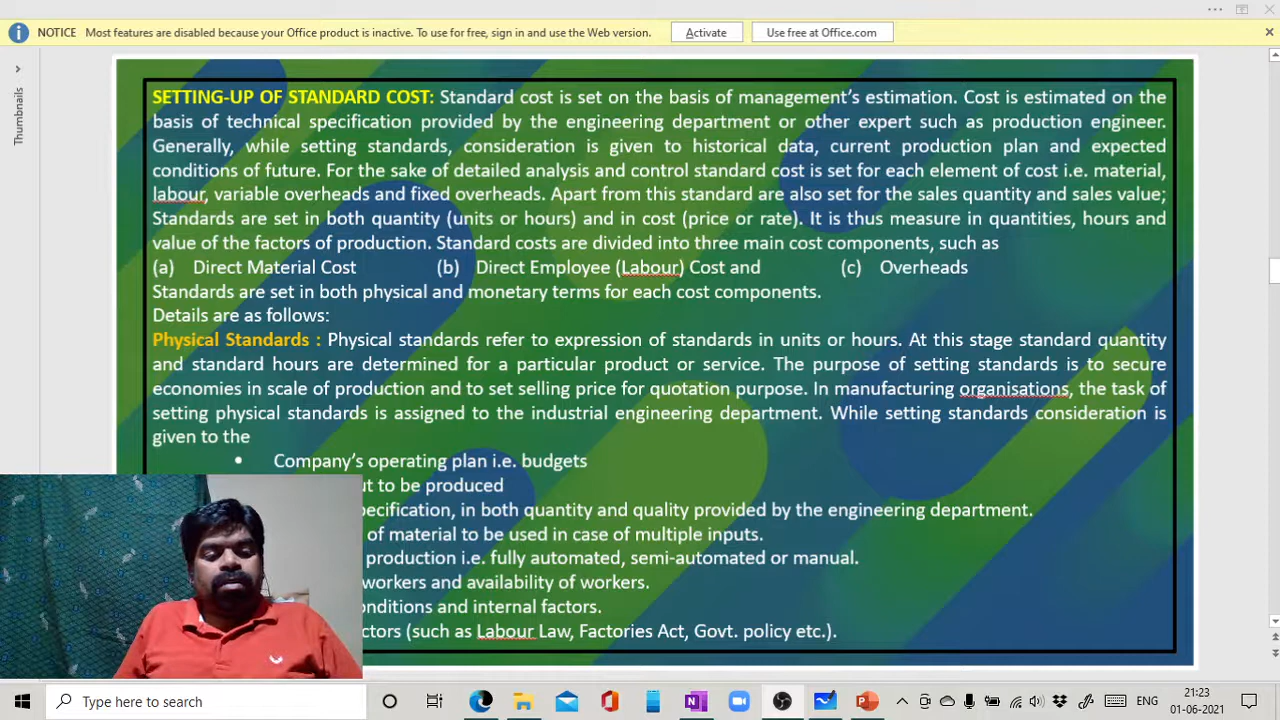 NOTICE Most features are disabled because your Office product is inactive. To use for free, sign in and use the Web version. Activate Use free at Office.com
Thumbnails
SETTING-UP OF STANDARD COST: Standard cost is set on the basis of management's estimation. Cost is estimated on the
basis of technical specification provided by the engineering department or other expert such as production engineer.
Generally, while setting standards, consideration is given to historical data, current production plan and expected
conditions of future. For the sake of detailed analysis and control standard cost is set for each element of cost i.e. material,
labour, variable overheads and fixed overheads. Apart from this standard are also set for the sales quantity and sales value;
Standards are set in both quantity (units or hours) and in cost (price or rate). It is thus measure in quantities, hours and
value of the factors of production. Standard costs are divided into three main cost components, such as
(a) Direct Material Cost (b) Direct Employee (Labour) Cost and (c) Overheads
Standards are set in both physical and monetary terms for each cost components.
Details are as follows:
Physical Standards : Physical standards refer to expression of standards in units or hours. At this stage standard quantity
and standard hours are determined for a particular product or service. The purpose of setting standards is to secure
economies in scale of production and to set selling price for quotation purpose. In manufacturing organisations, the task of
setting physical standards is assigned to the industrial engineering department. While setting standards consideration is
given to the
• Company's operating plan i.e. budgets
to be produced
in both quantity and quality provided by the engineering department.
of material to be used in case of multiple inputs.
production i.e. fully automated, semi-automated or manual.
workers and availability of workers.
and internal factors.
(such as Labour Law, Factories Act, Govt. policy etc.).
Type here to search
21:23
01-06-2021